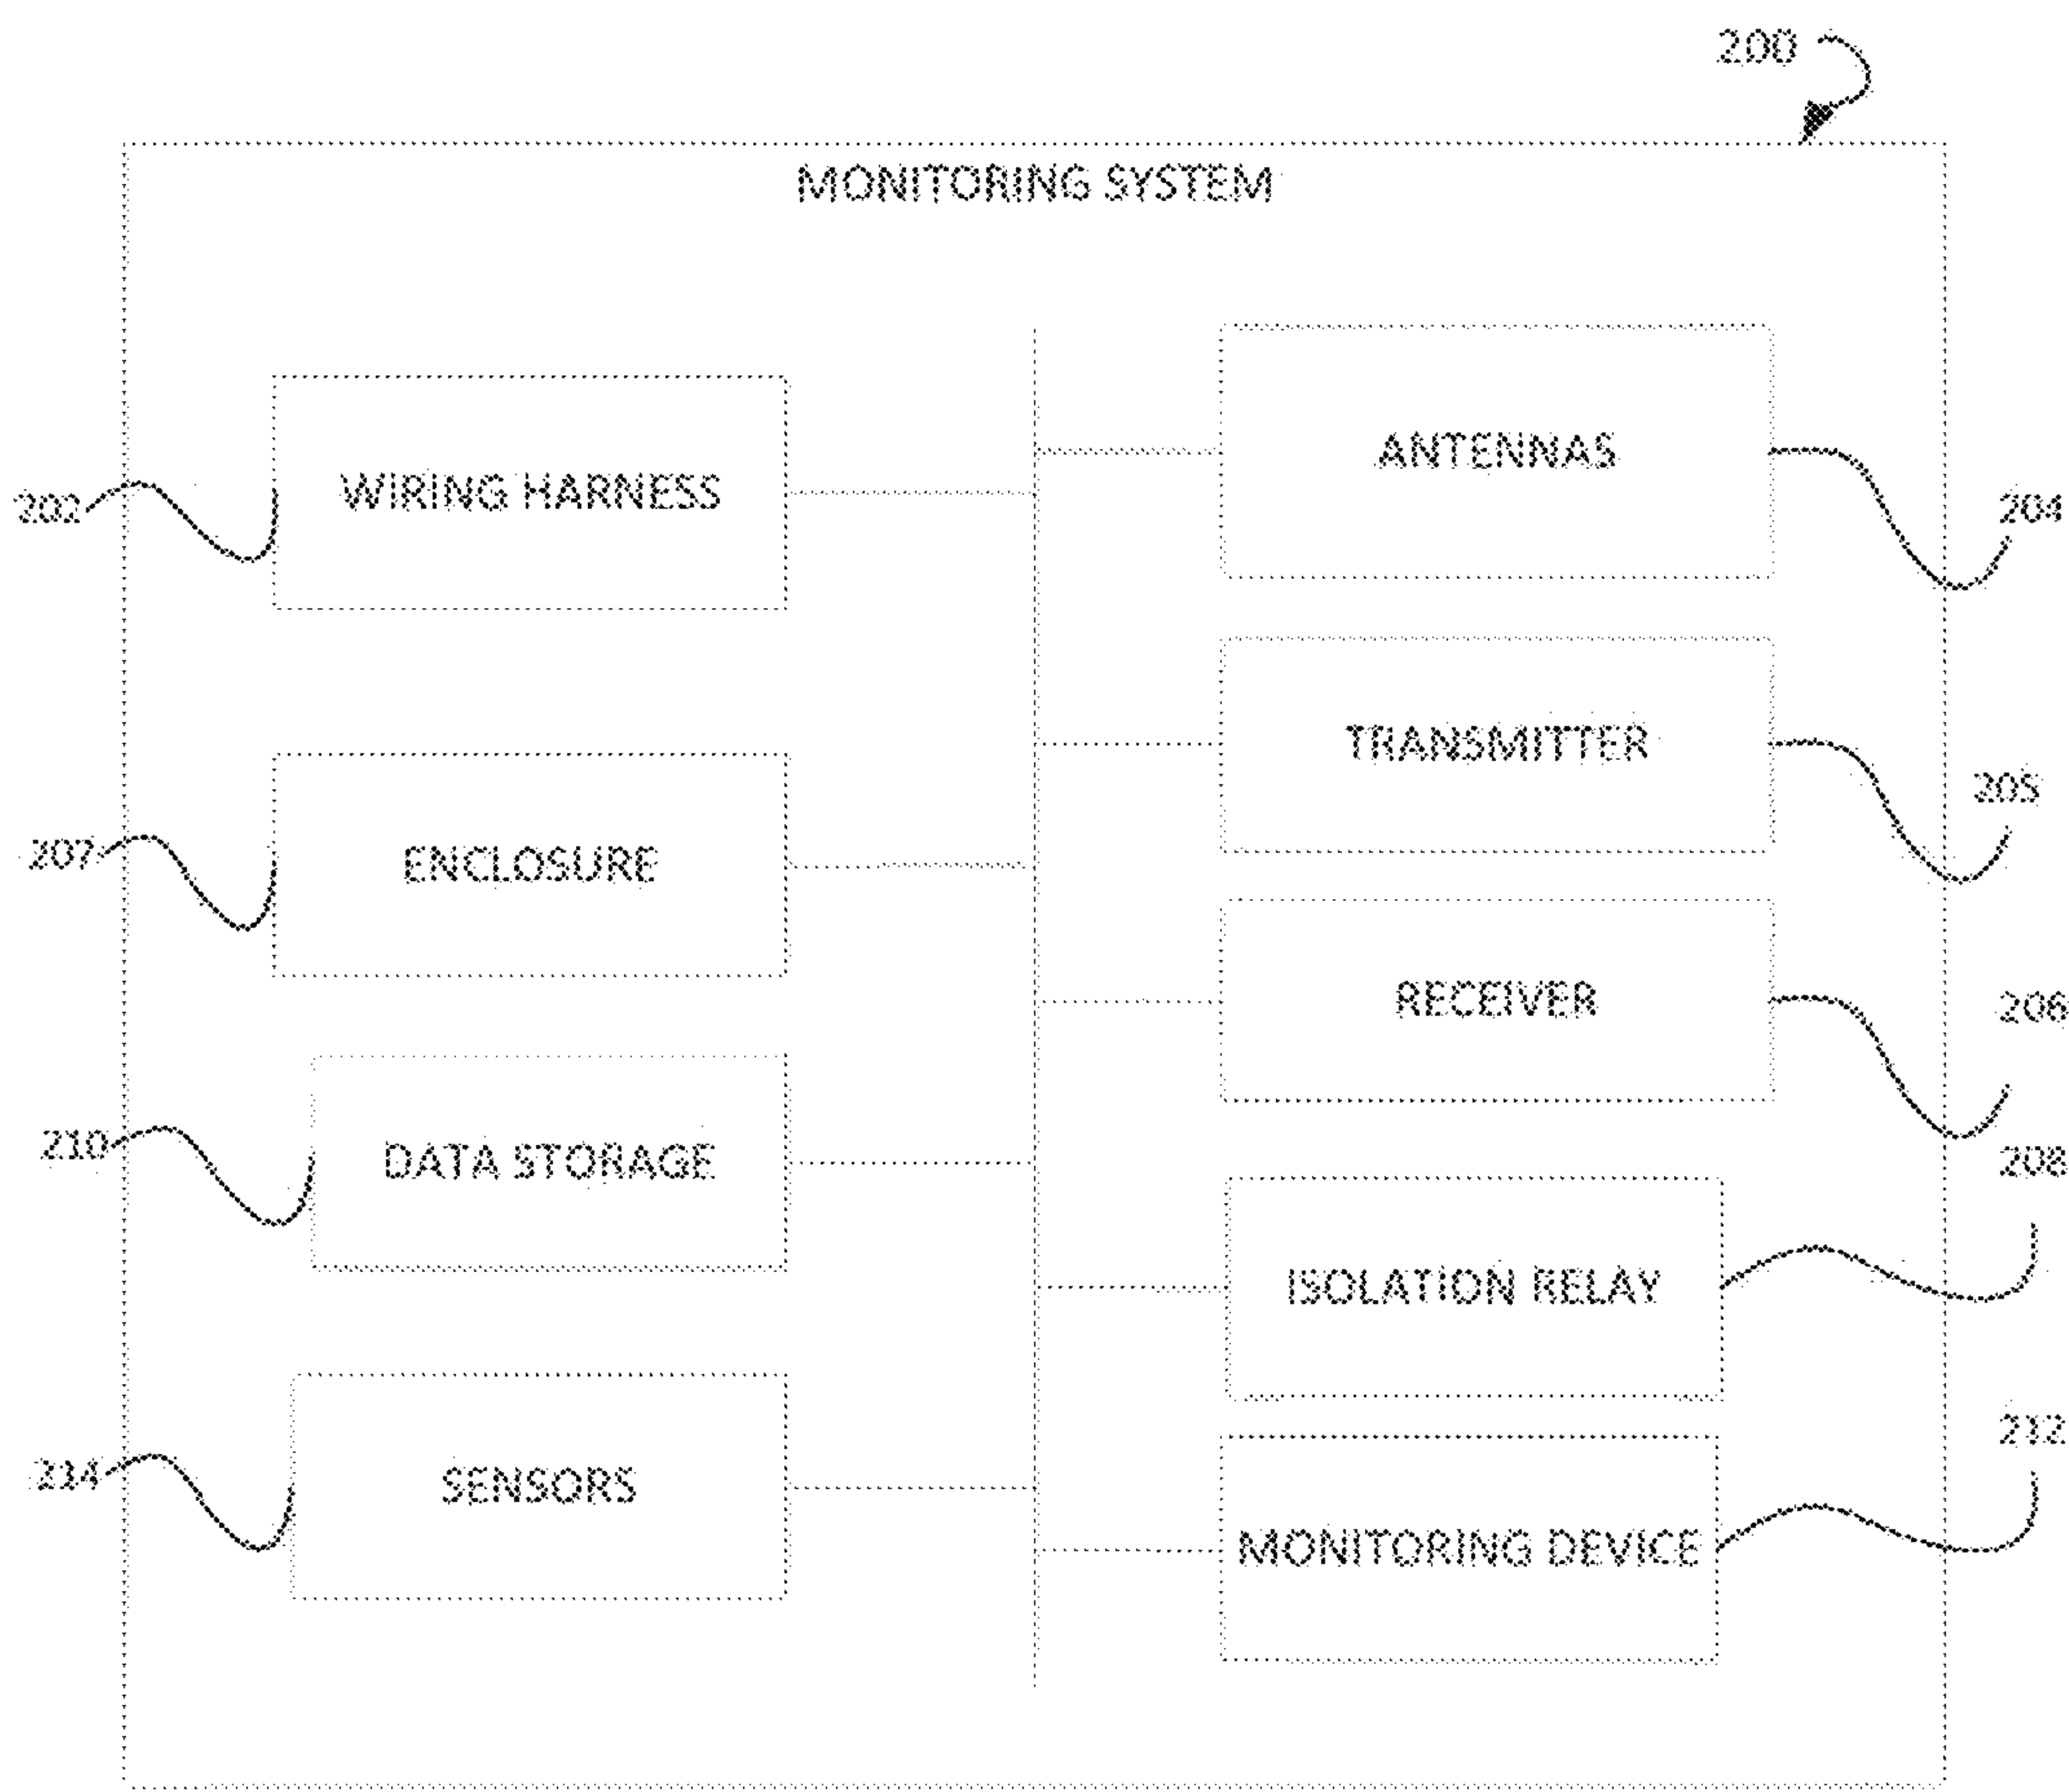 200
MONITORING SYSTEM
ANTENNAS
WIRING HARNESS
202
204
TRANSMITTER
205
207
ENCLOSURE
RECEIVER
206
210
DATA STORAGE
208
ISOLATION RELAY
212
214
SENSORS
MONITORING DEVICE